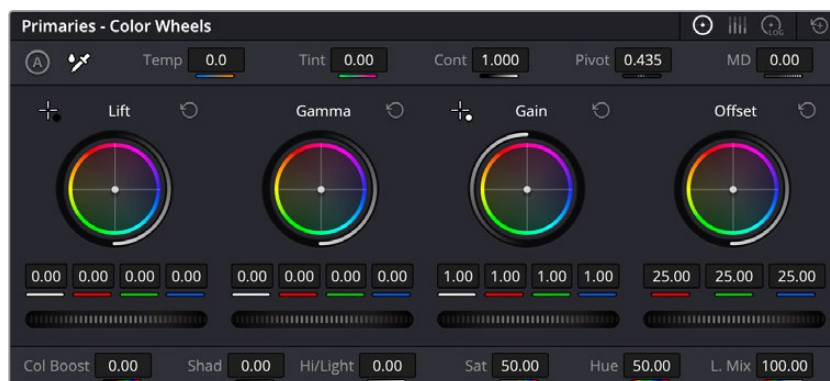 Primaries - Color Wheels
LOG
A Temp 0.0 Tint 0.00 Cont 1.000 Pivot 0.435 MD 0.00
Lift Gamma Gain Offset
0.00 0.00 0.00 0.00 0.00 0.00 0.00 0.00 1.00 1.00 1.00 1.00 25.00 25.00 25.00
Col Boost 0.00 Shad 0.00 Hi/Light 0.00 Sat 50.00 Hue 50.00 L. Mix 100.00